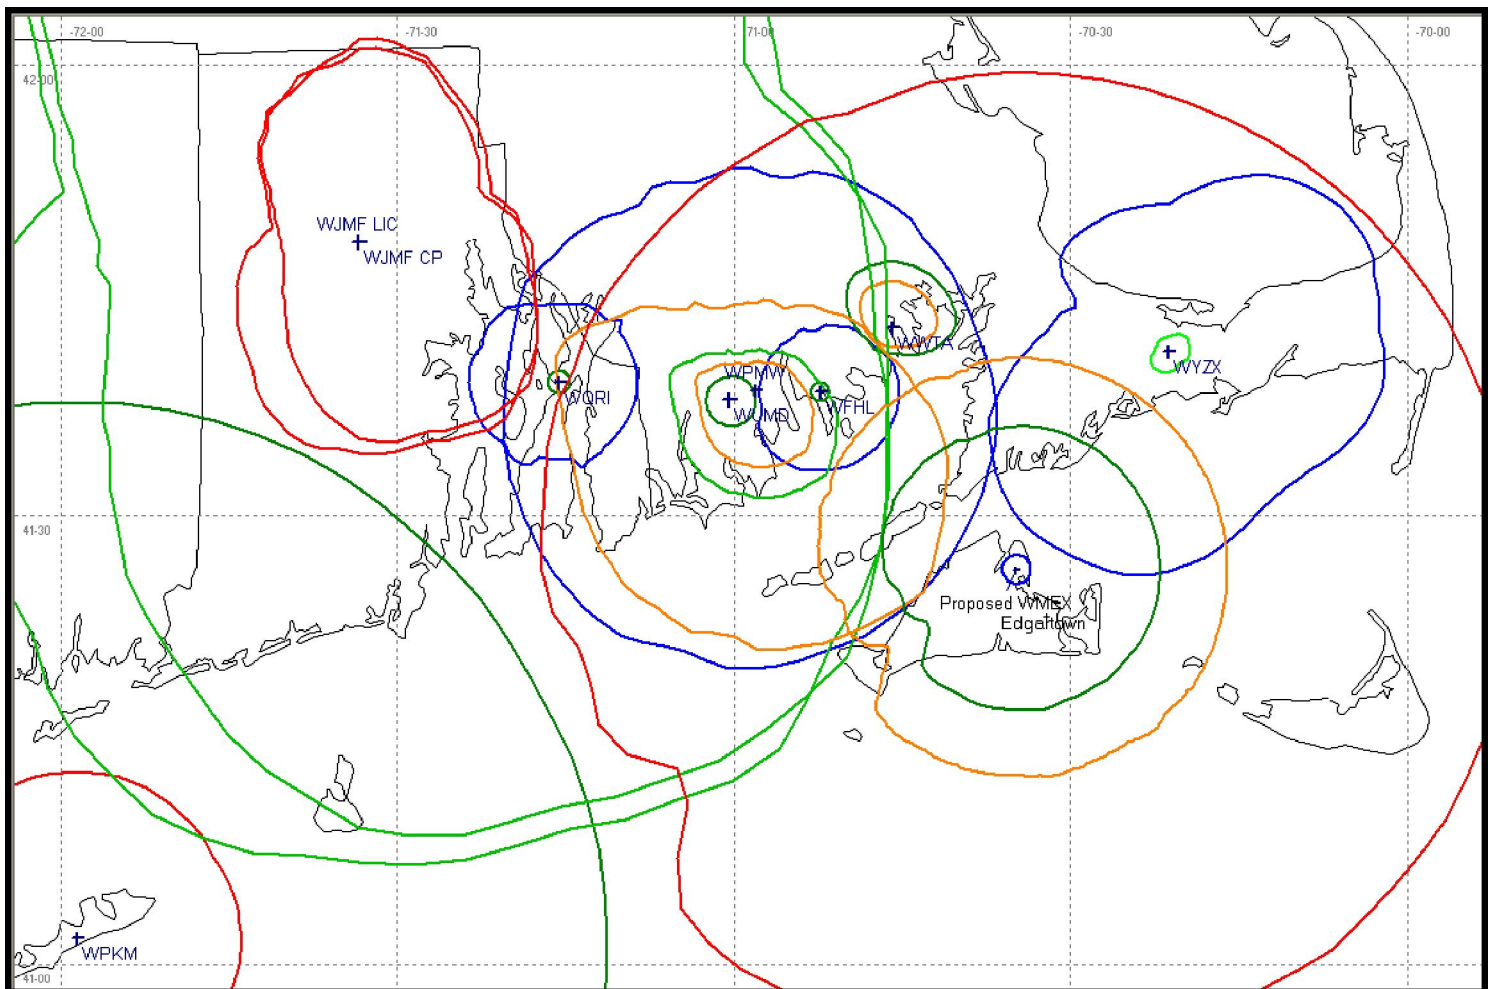 -72-00
-71-30
-71-00
-70-30
-70-00
42-00
WJMF LIC
WJMF CP
WWTA
WPMW
WYZX
WQRI
WUMD
WFHL
41-30
Proposed WMEX
Edgartown
WPKM
41-00